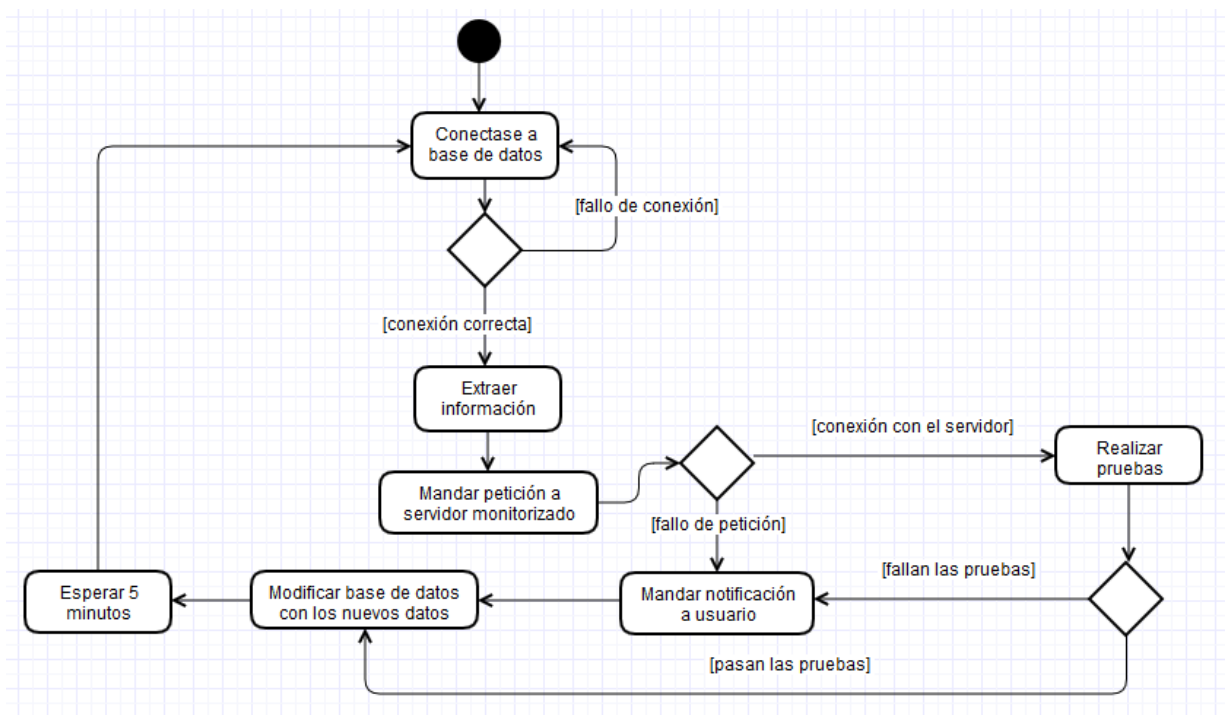 Conectase a
base de datos
[fallo de conexión]
[conexión correcta]
Extraer
información
[conexión con el servidor]
Realizar
pruebas
Mandar petición a
servidor monitorizado
[fallo de petición]
[fallan las pruebas]
Esperar 5
minutos
Modificar base de datos
con los nuevos datos
Mandar notificación
a usuario
[pasan las pruebas]